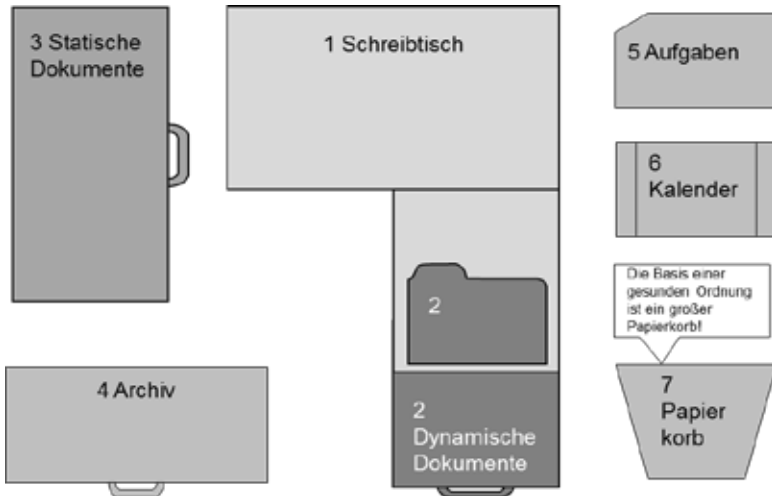 3 Statische
Dokumente
1 Schreibtisch
5 Aufgaben
6
Kalender
2
Die Basis einer
gesunden Ordnung
ist ein großer
Papierkorb!
4 Archiv
2
Dynamische
Dokumente
7
Papier
korb